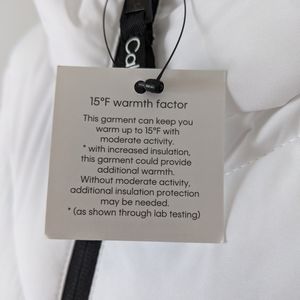 Ca
15°F warmth factor
This garment can keep you
warm up to 15°F with
moderate activity.
* with increased insulation,
this garment could provide
additional warmth.
Without moderate activity,
additional insulation protection
may be needed.
* (as shown through lab testing)